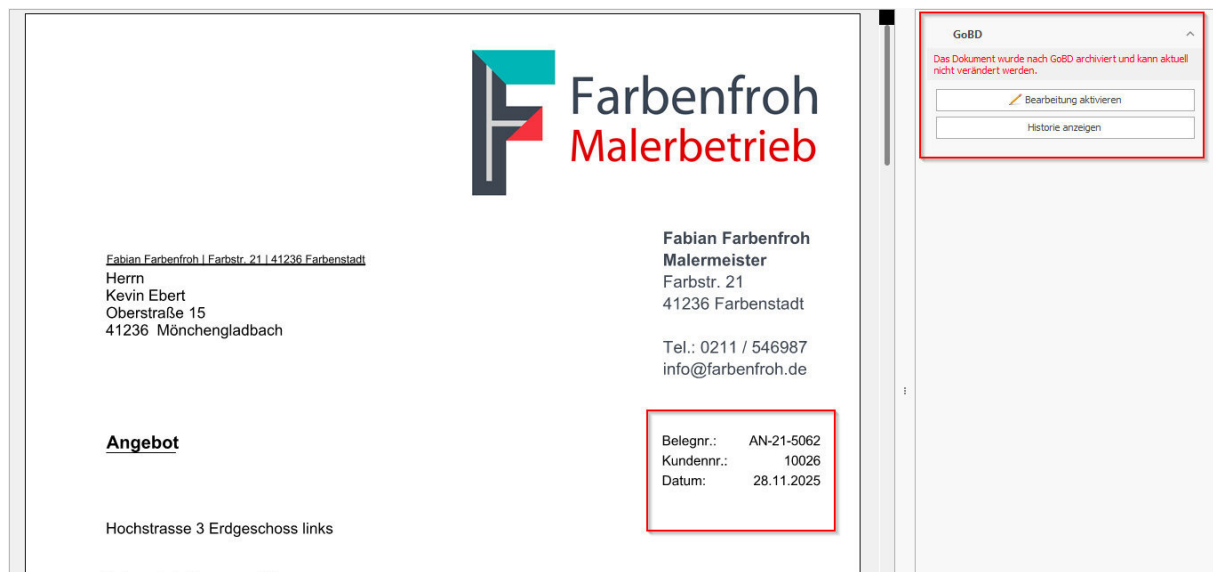 Farbenfroh
Malerbetrieb
Fabian Farbenfroh
Malermeister
Farbstr. 21
41236 Farbenstadt
Tel.: 0211 / 546987
info@farbenfroh.de
Fabian Farbenfroh | Farbstr. 21 | 41236 Farbenstadt
Herrn
Kevin Ebert
Oberstraße 15
41236 Mönchengladbach
Angebot
Belegnr.: AN-21-5062
Kundennr.: 10026
Datum: 28.11.2025
Hochstrasse 3 Erdgeschoss links
GoBD
Das Dokument wurde nach GoBD archiviert und kann aktuell
nicht verändert werden.
Bearbeitung aktivieren
Historie anzeigen